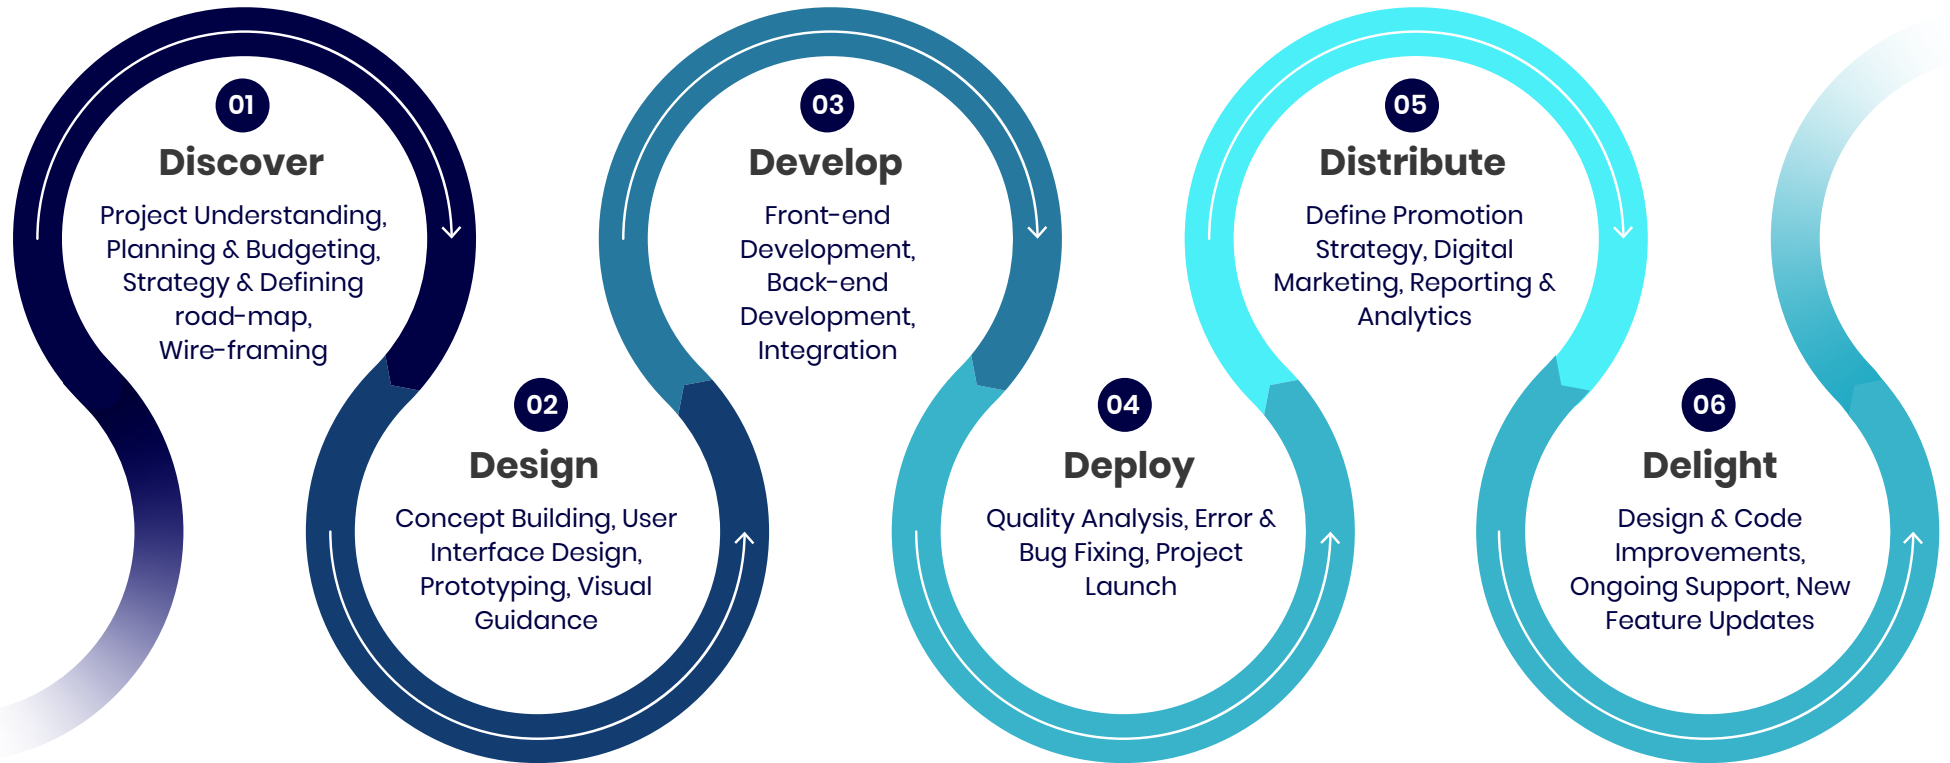 01
Discover
Project Understanding,
Planning & Budgeting,
Strategy & Defining
road-map,
Wire-framing
02
Design
Concept Building, User
Interface Design,
Prototyping, Visual
Guidance
03
Develop
Front-end
Development,
Back-end
Development,
Integration
04
Deploy
Quality Analysis, Error &
Bug Fixing, Project
Launch
05
Distribute
Define Promotion
Strategy, Digital
Marketing, Reporting &
Analytics
06
Delight
Design & Code
Improvements,
Ongoing Support, New
Feature Updates